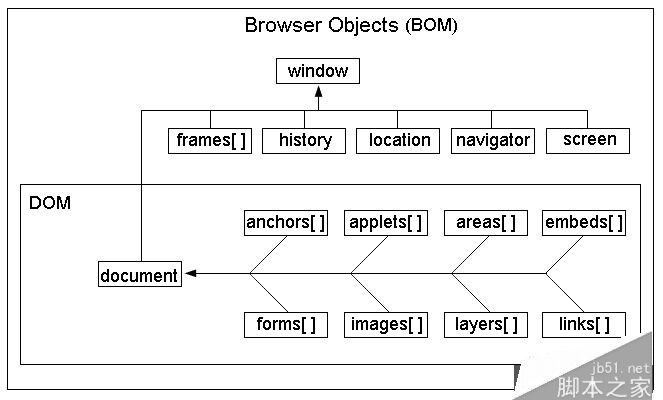 Browser Objects (BOM)
window
frames[ ] history location navigator screen
DOM
anchors[ ] applets[ ] areas[ ] embeds[ ]
document
forms[ ] images[ ] layers[ ] links[ ]
jb51.net
脚本之家